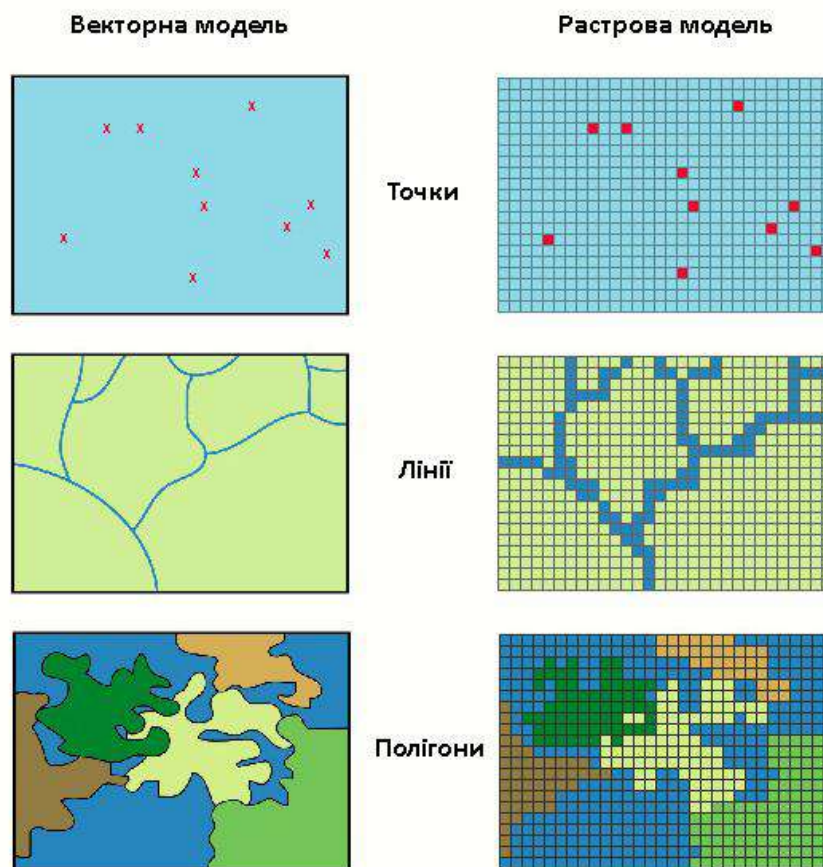 Векторна модель
Растрова модель
Точки
Лінії
Полігони